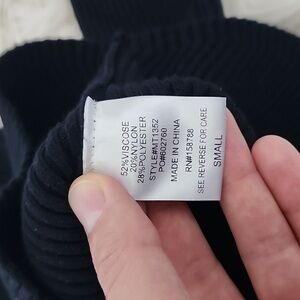 52%VISCOSE
20%NYLON
28%POLYESTER
STYLE#MJT1352
PO#602760
MADE IN CHINA
RN#158788
SEE REVERSE FOR CARE
SMALL